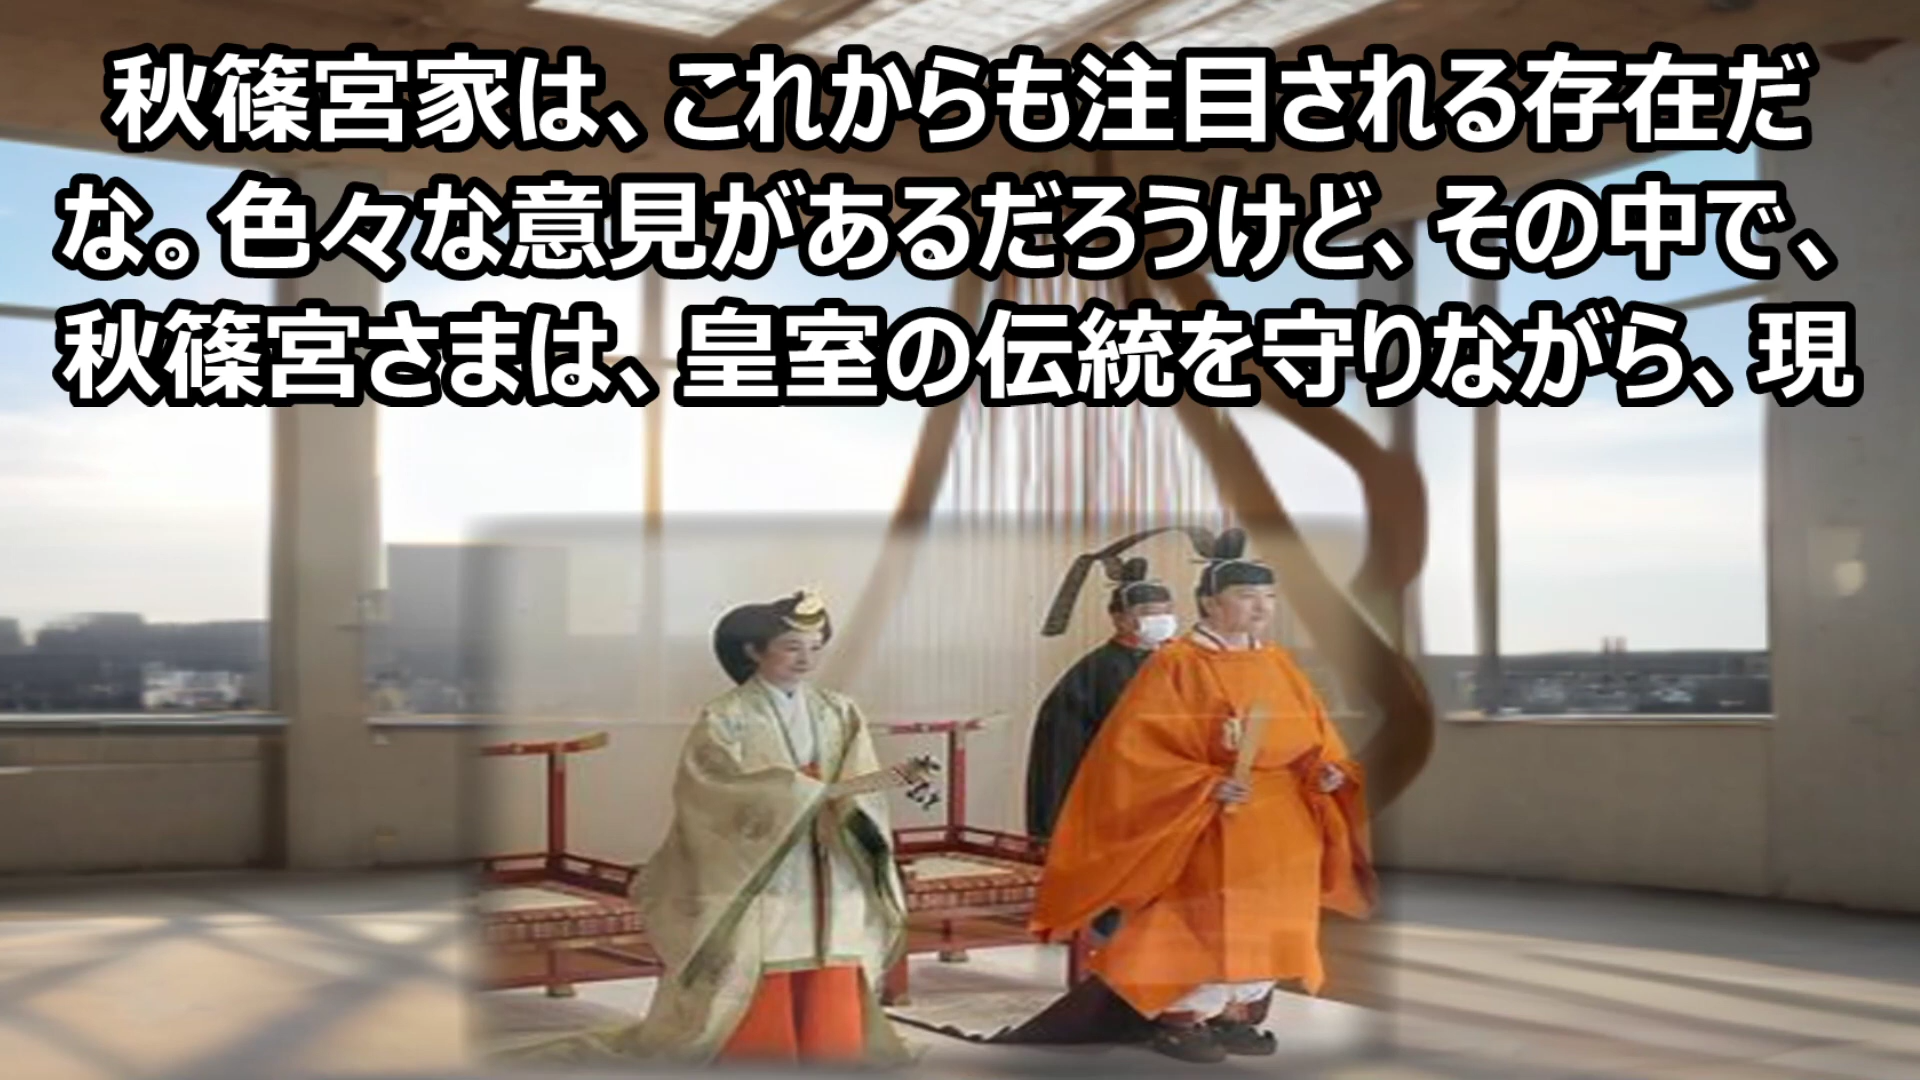 秋篠宮家は、これからも注目される存在だ
な。色々な意見があるだろうけど、その中で、
秋篠宮さまは、皇室の伝統を守りながら、現